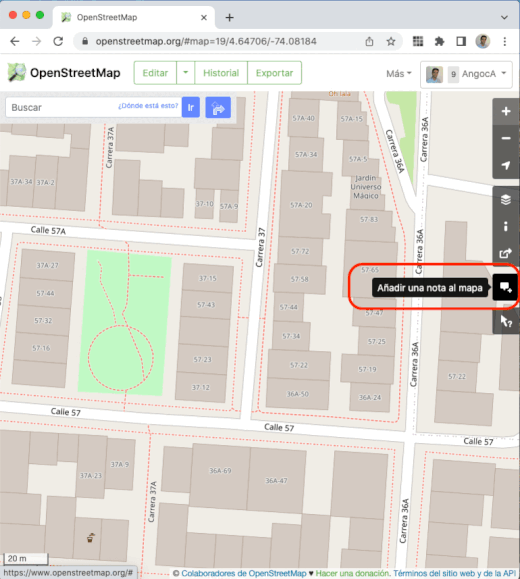 OpenStreetMap
openstreetmap.org/#map=19/4.64706/-74.08184
OpenStreetMap
Editar
Historial
Exportar
Más
9
AngocA
Buscar
¿Dónde está esto?
Ir
Oh lala
57A-40
57A-15
Carrera 37A
Carrera 36A
57A-34
57A-5
37A-34
37A-2
Jardín
Universo
Mágico
37-10
57A-9
57A-20
57-83
Calle 57A
Carrera 37
Carrera 36A
57-72
37A-27
37-15
57-58
57-65
Añadir una nota al mapa
57-44
57-43
57-44
57-47
57-32
57-34
57-25
57-16
57-23
57-22
57-19
57-22
37-12
36A-50
36A-24
Carrera 36A
Calle 57
Calle 57
Calle 57
37A-9
37A-23
36A-69
36A-47
Carrera 37A
Carrera 36A
20 m
https://www.openstreetmap.org/#
© Colaboradores de OpenStreetMap ♥ Hacer una donación. Términos del sitio web y de la API